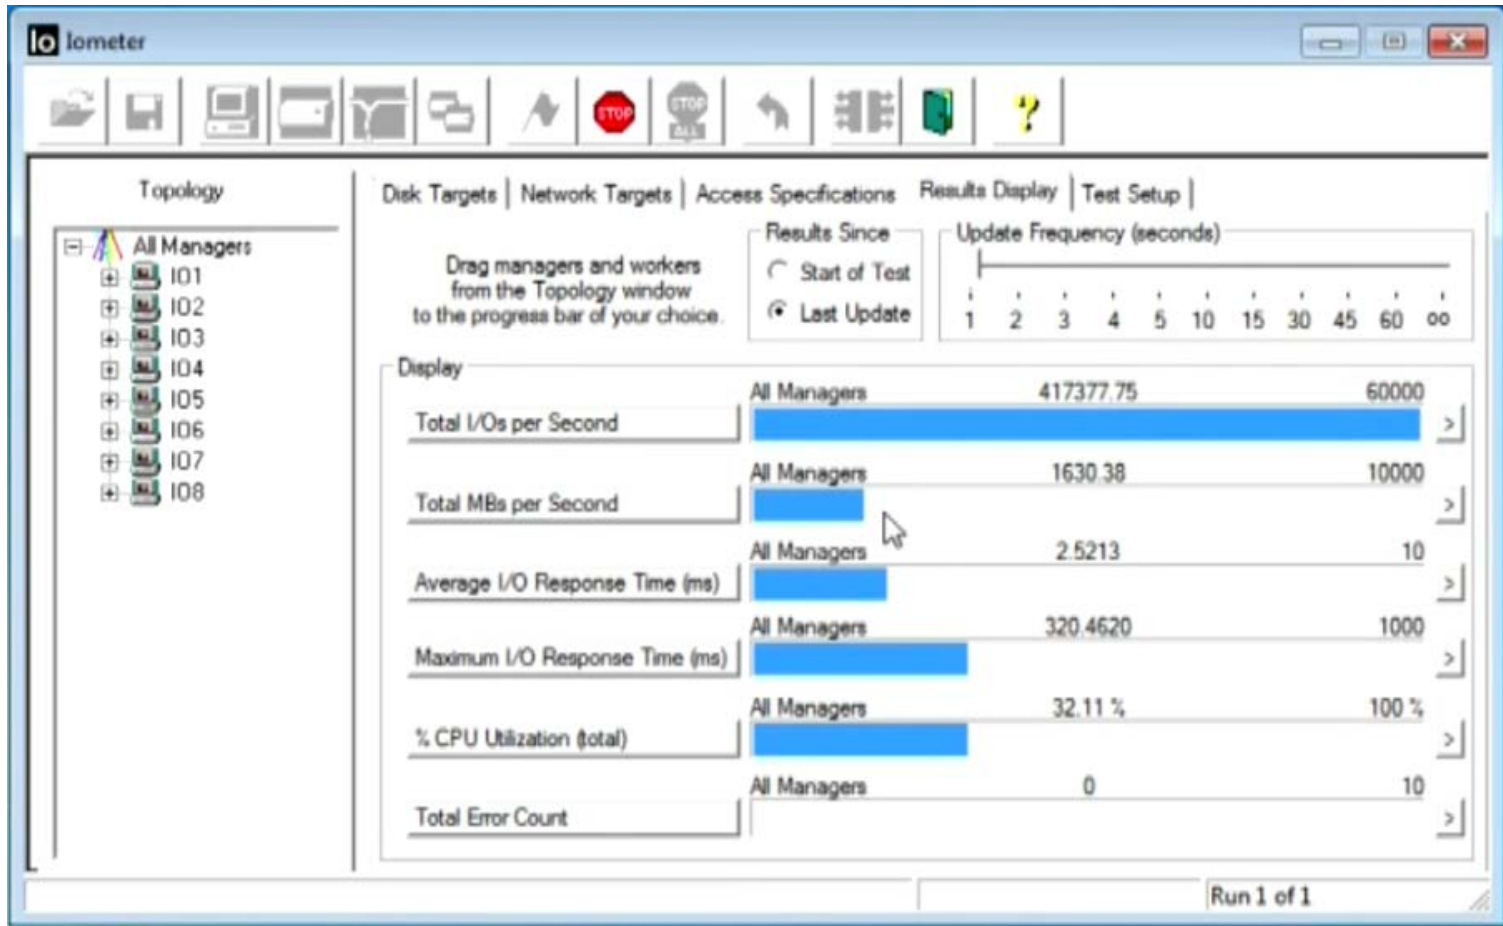 Io Iometer
STOP
STOP
ALL
?
Topology
All Managers
IO1
IO2
IO3
IO4
IO5
IO6
IO7
IO8
Disk Targets Network Targets Access Specifications Results Display Test Setup
Drag managers and workers
from the Topology window
to the progress bar of your choice.
Results Since
Start of Test
Last Update
Update Frequency (seconds)
1 2 3 4 5 10 15 30 45 60 oo
Display
All Managers 417377.75 60000
Total I/Os per Second >
All Managers 1630.38 10000
Total MBs per Second >
All Managers 2.5213 10
Average I/O Response Time (ms) >
All Managers 320.4620 1000
Maximum I/O Response Time (ms) >
All Managers 32.11 % 100 %
% CPU Utilization (total) >
All Managers 0 10
Total Error Count >
Run 1 of 1